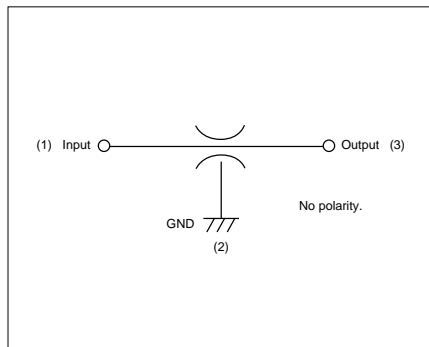 (1) Input Output (3)
No polarity.
GND
(2)